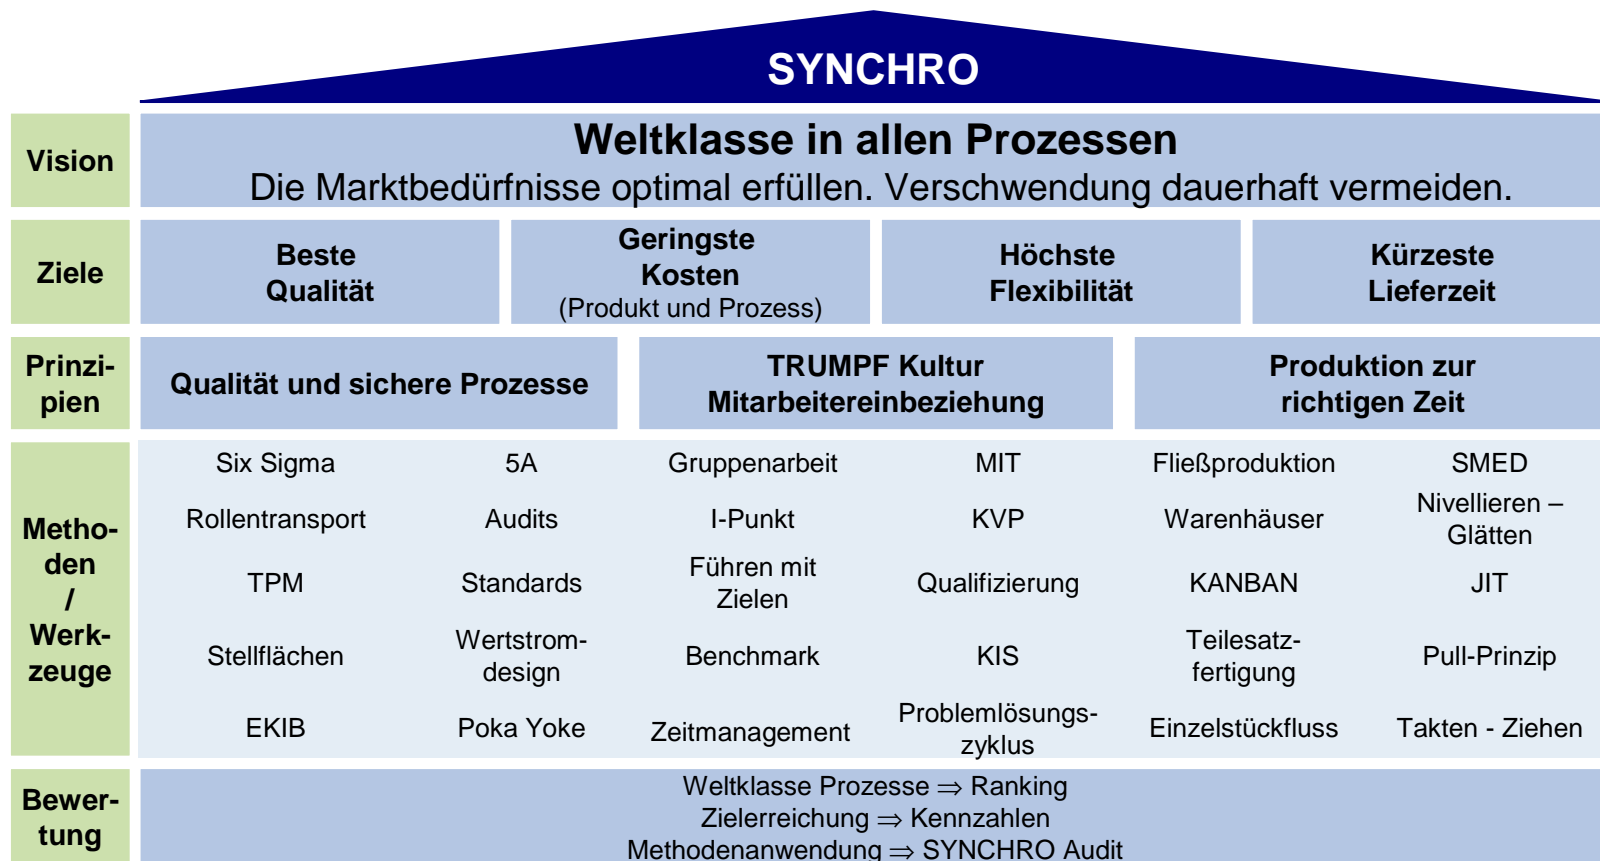 SYNCHRO
Vision
Weltklasse in allen Prozessen
Die Marktbedürfnisse optimal erfüllen. Verschwendung dauerhaft vermeiden.
Ziele
Beste
Qualität
Geringste
Kosten
(Produkt und Prozess)
Höchste
Flexibilität
Kürzeste
Lieferzeit
Prinzi-
pien
Qualität und sichere Prozesse
TRUMPF Kultur
Mitarbeitereinbeziehung
Produktion zur
richtigen Zeit
Metho-
den
/
Werk-
zeuge
Six Sigma
5A
Gruppenarbeit
MIT
Fließproduktion
SMED
Rollentransport
Audits
I-Punkt
KVP
Warenhäuser
Nivellieren –
Glätten
TPM
Standards
Führen mit
Zielen
Qualifizierung
KANBAN
JIT
Stellflächen
Wertstrom-
design
Benchmark
KIS
Teilesatz-
fertigung
Pull-Prinzip
EKIB
Poka Yoke
Zeitmanagement
Problemlösungs-
zyklus
Einzelstückfluss
Takten - Ziehen
Bewer-
tung
Weltklasse Prozesse ⇒ Ranking
Zielerreichung ⇒ Kennzahlen
Methodenanwendung ⇒ SYNCHRO Audit